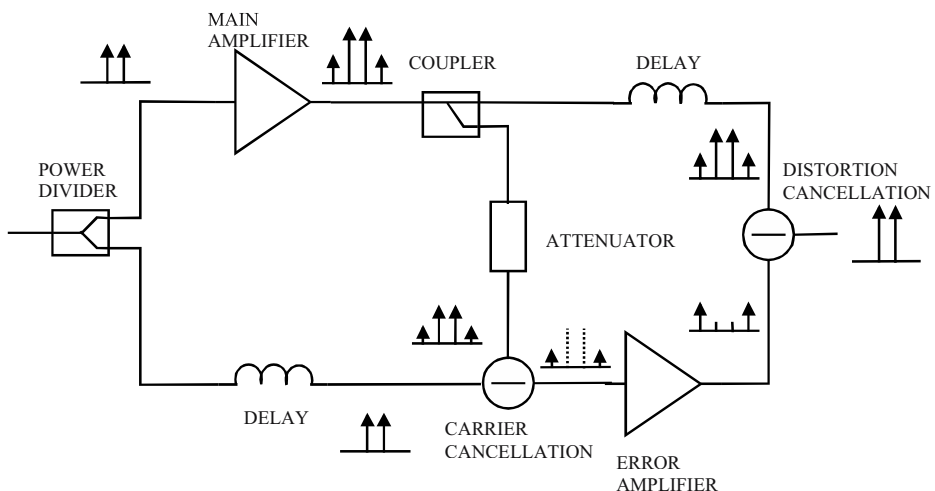 MAIN
AMPLIFIER
COUPLER
DELAY
POWER
DIVIDER
DISTORTION
CANCELLATION
ATTENUATOR
DELAY
CARRIER
CANCELLATION
ERROR
AMPLIFIER